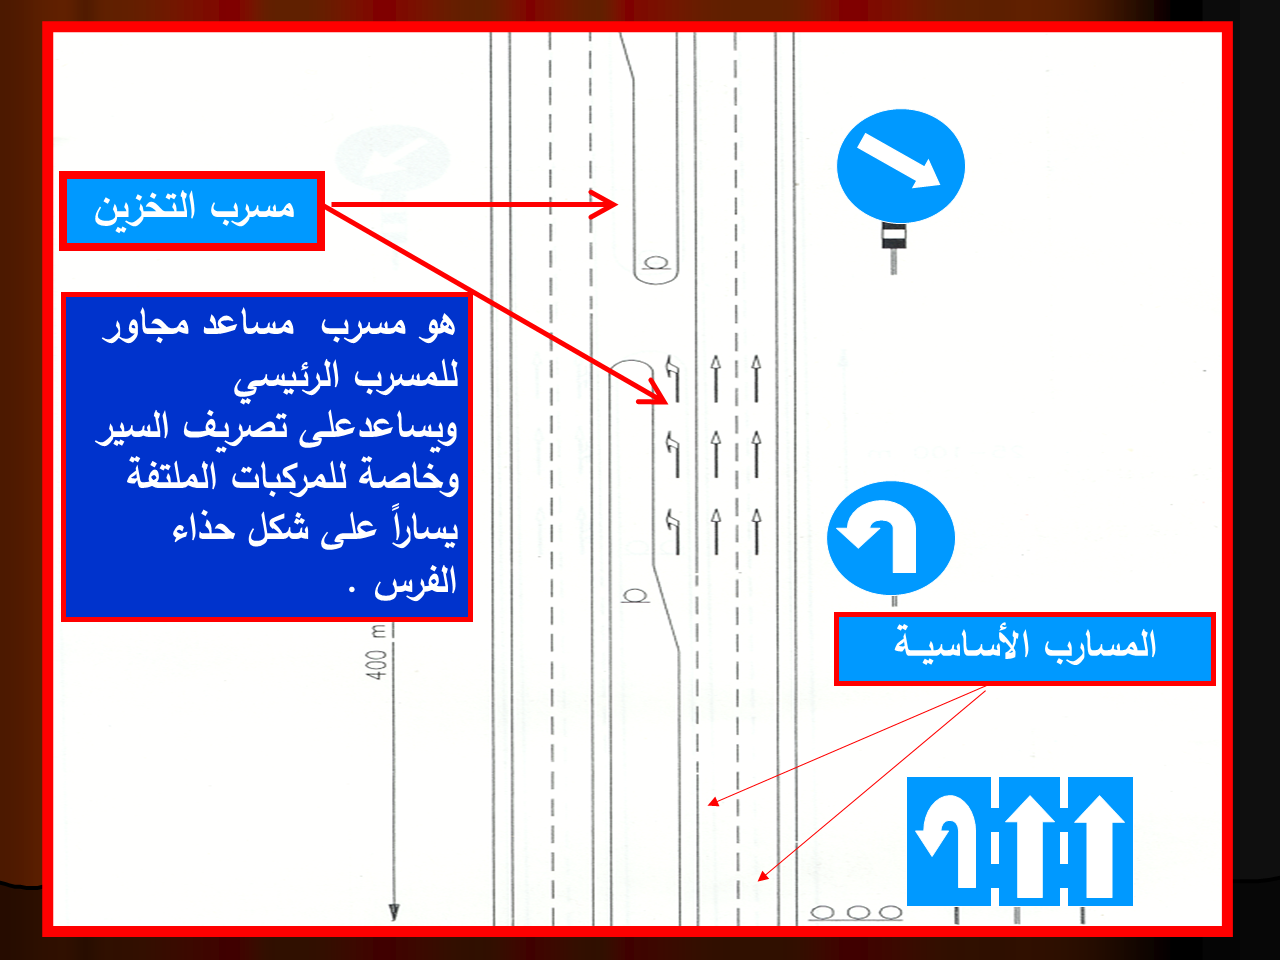 مسرب التخزين
هو مسرب مساعد مجاور
للمسرب الرئيسي
ويساعدعلى تصريف السير
وخاصة للمركبات الملتفة
يساراً على شكل حذاء
الفرس .
400 m
المسارب الأساسيـة